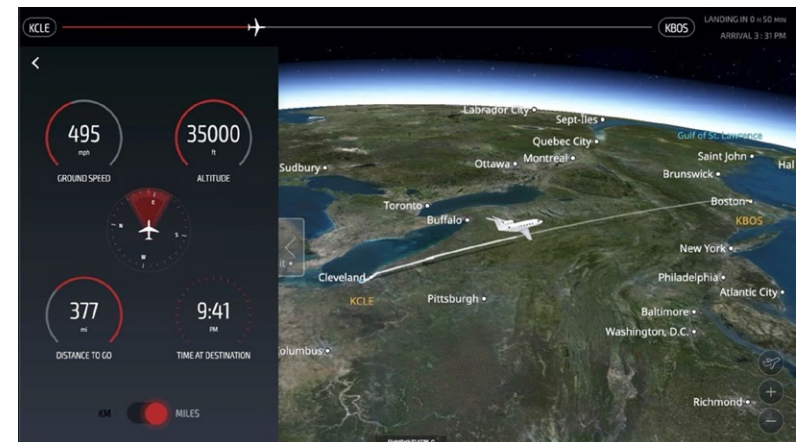 KCLE
KBOS
LANDING IN 0 H 50 MIN
ARRIVAL 3 : 31 PM
495
mph
GROUND SPEED
35000
ft
ALTITUDE
N
E
S
W
377
mi
DISTANCE TO GO
9:41
PM
TIME AT DESTINATION
KM
MILES
Labrador City
Sept-Iles
Gulf of St. Lawrence
Quebec City
Sudbury
Ottawa
Montreal
Saint John
Hal
Brunswick
Toronto
Boston
Buffalo
KBOS
New York
Cleveland
Philadelphia
KCLE
Pittsburgh
Atlantic City
Baltimore
Washington, D.C.
olumbus
Richmond